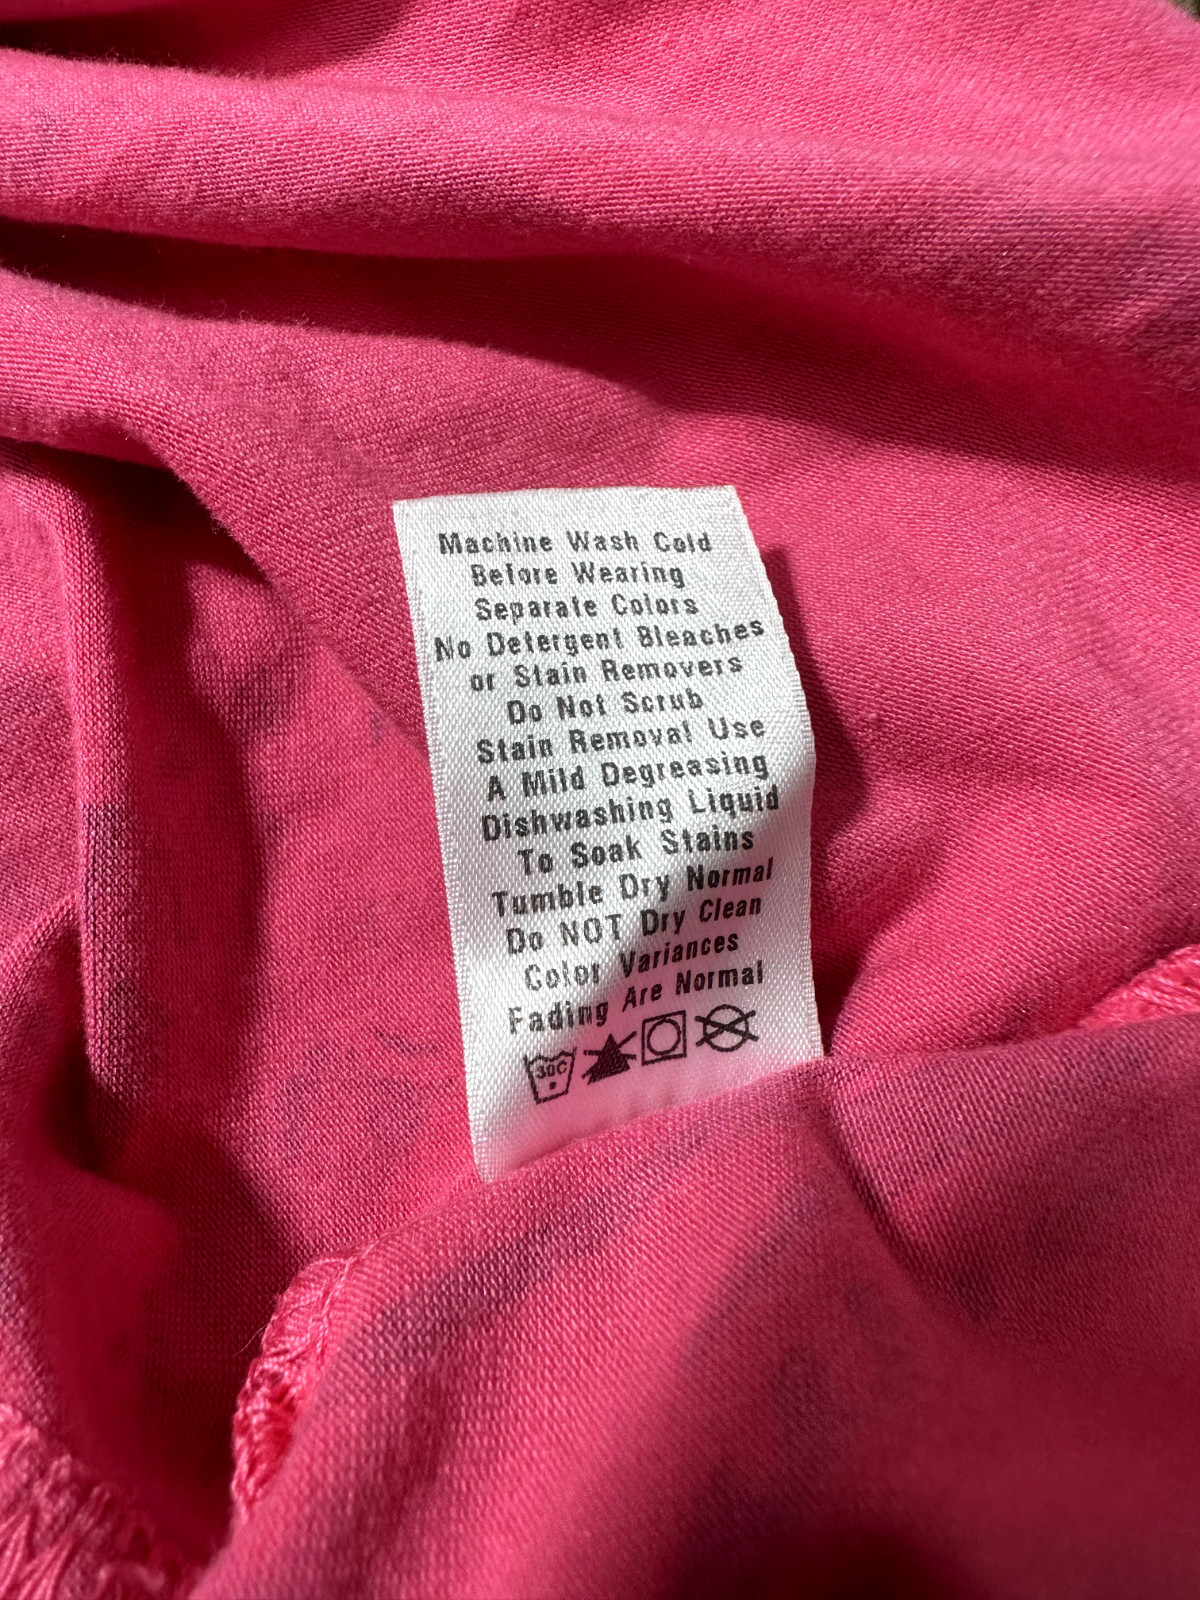 Machine Wash Cold
Before Wearing
Separate Colors
No Detergent Bleaches
or Stain Removers
Do Not Scrub
Stain Removal Use
A Mild Degreasing
Dishwashing Liquid
To Soak Stains
Tumble Dry Normal
Do NOT Dry Clean
Color Variances
Fading Are Normal
30C